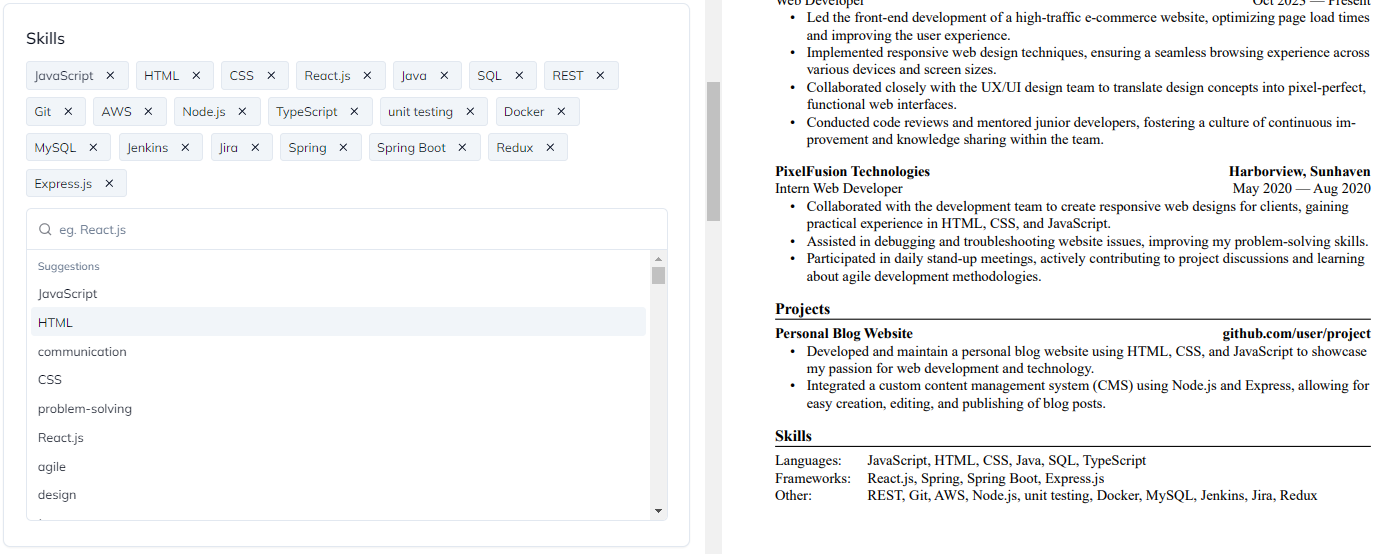 Skills
JavaScript
HTML
CSS
React.js
Java
SQL
REST
Git
AWS
Node.js
TypeScript
unit testing
Docker
MySQL
Jenkins
Jira
Spring
Spring Boot
Redux
Express.js
eg. React.js
Suggestions
JavaScript
HTML
communication
CSS
problem-solving
React.js
agile
design
Web Developer Oct 2023 — Present
• Led the front-end development of a high-traffic e-commerce website, optimizing page load times
and improving the user experience.
• Implemented responsive web design techniques, ensuring a seamless browsing experience across
various devices and screen sizes.
• Collaborated closely with the UX/UI design team to translate design concepts into pixel-perfect,
functional web interfaces.
• Conducted code reviews and mentored junior developers, fostering a culture of continuous im-
provement and knowledge sharing within the team.
PixelFusion Technologies Harborview, Sunhaven
Intern Web Developer May 2020 — Aug 2020
• Collaborated with the development team to create responsive web designs for clients, gaining
practical experience in HTML, CSS, and JavaScript.
• Assisted in debugging and troubleshooting website issues, improving my problem-solving skills.
• Participated in daily stand-up meetings, actively contributing to project discussions and learning
about agile development methodologies.
Projects
Personal Blog Website github.com/user/project
• Developed and maintain a personal blog website using HTML, CSS, and JavaScript to showcase
my passion for web development and technology.
• Integrated a custom content management system (CMS) using Node.js and Express, allowing for
easy creation, editing, and publishing of blog posts.
Skills
Languages: JavaScript, HTML, CSS, Java, SQL, TypeScript
Frameworks: React.js, Spring, Spring Boot, Express.js
Other: REST, Git, AWS, Node.js, unit testing, Docker, MySQL, Jenkins, Jira, Redux